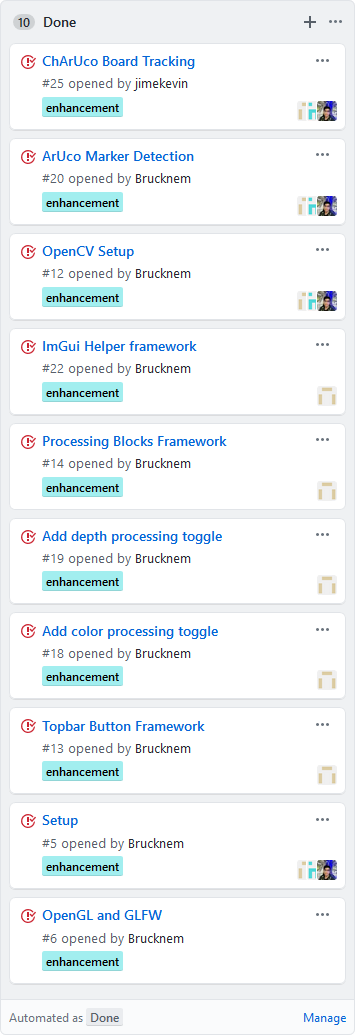 10 Done
ChArUco Board Tracking
#25 opened by jimekevin
enhancement
ArUco Marker Detection
#20 opened by Brucknem
enhancement
OpenCV Setup
#12 opened by Brucknem
enhancement
ImGui Helper framework
#22 opened by Brucknem
enhancement
Processing Blocks Framework
#14 opened by Brucknem
enhancement
Add depth processing toggle
#19 opened by Brucknem
enhancement
Add color processing toggle
#18 opened by Brucknem
enhancement
Topbar Button Framework
#13 opened by Brucknem
enhancement
Setup
#5 opened by Brucknem
enhancement
OpenGL and GLFW
#6 opened by Brucknem
enhancement
Automated as Done Manage